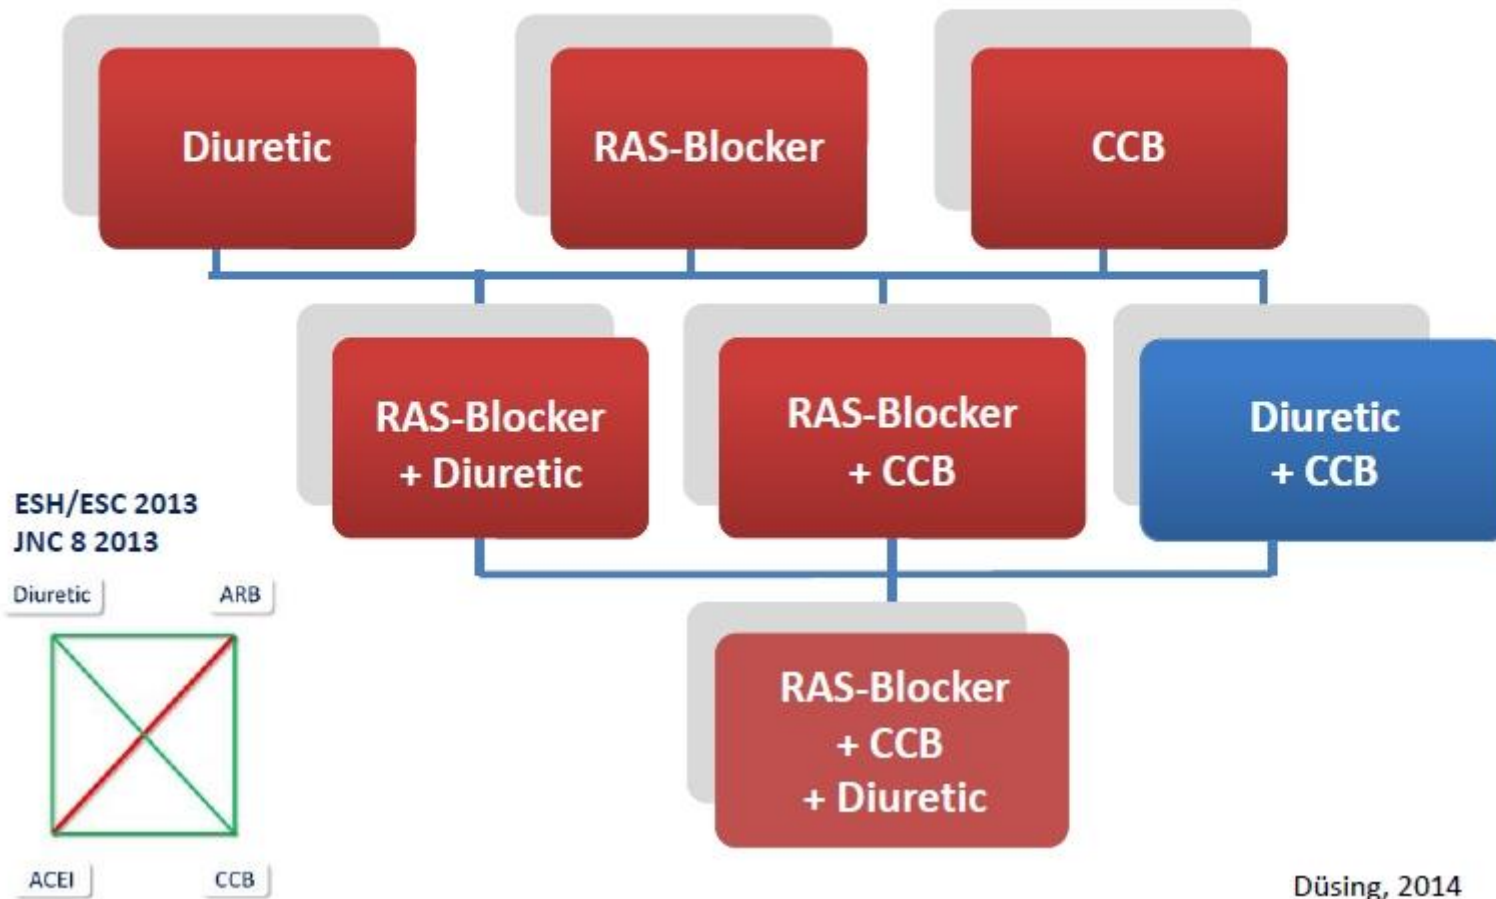 Diuretic
RAS-Blocker
CCB
RAS-Blocker
+ Diuretic
RAS-Blocker
+ CCB
Diuretic
+ CCB
RAS-Blocker
+ CCB
+ Diuretic
ESH/ESC 2013
JNC 8 2013
Diuretic
ARB
ACEI
CCB
Düsing, 2014